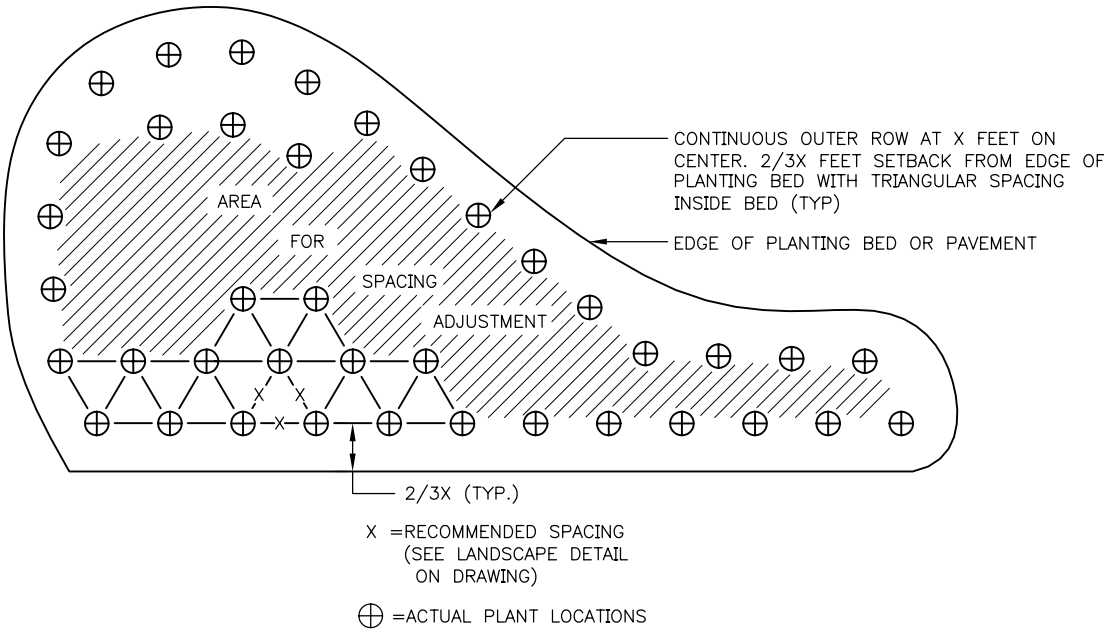 CONTINUOUS OUTER ROW AT X FEET ON
CENTER. 2/3X FEET SETBACK FROM EDGE OF
PLANTING BED WITH TRIANGULAR SPACING
INSIDE BED (TYP)
EDGE OF PLANTING BED OR PAVEMENT
AREA
FOR
SPACING
ADJUSTMENT
X X
X
2/3X (TYP.)
X =RECOMMENDED SPACING
(SEE LANDSCAPE DETAIL
ON DRAWING)
=ACTUAL PLANT LOCATIONS